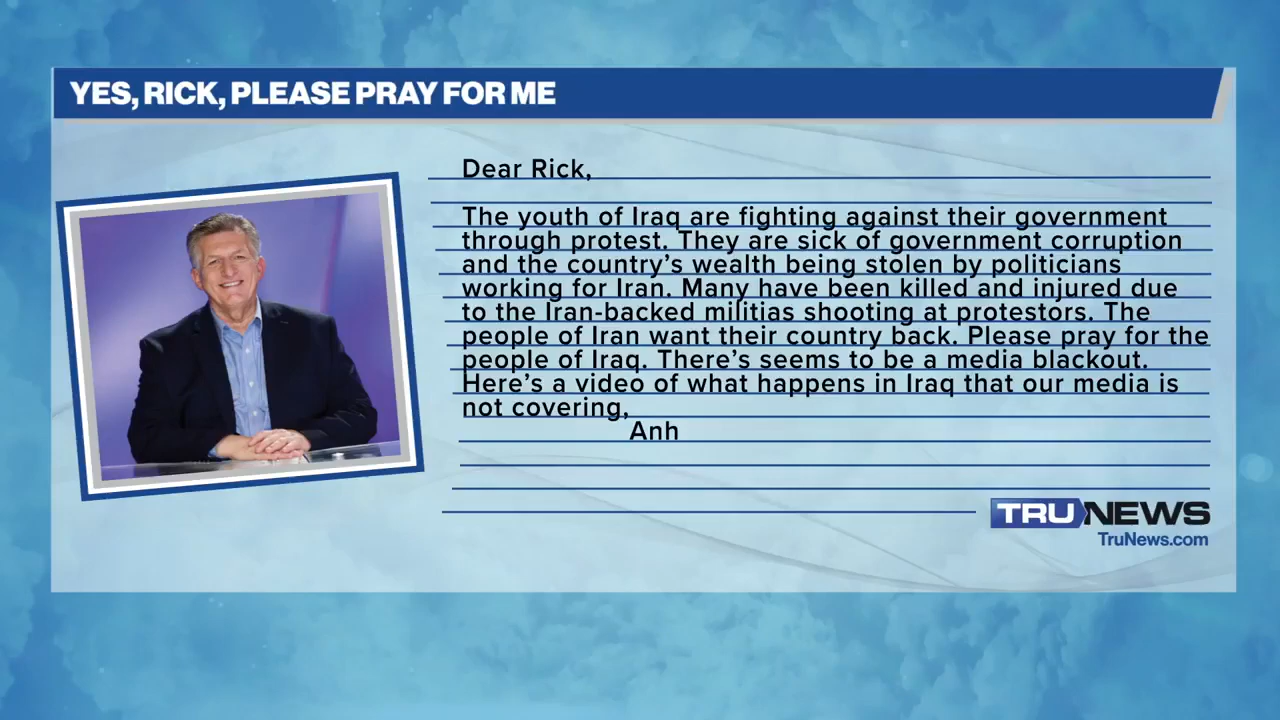 YES, RICK, PLEASE PRAY FOR ME
Dear Rick,
The youth of Iraq are fighting against their government
through protest. They are sick of government corruption
and the country's wealth being stolen by politicians
working for Iran. Many have been killed and injured due
to the Iran-backed militias shooting at protestors. The
people of Iran want their country back. Please pray for the
people of Iraq. There's seems to be a media blackout.
Here's a video of what happens in Iraq that our media is
not covering,
Anh
TRUNEWS
TruNews.com